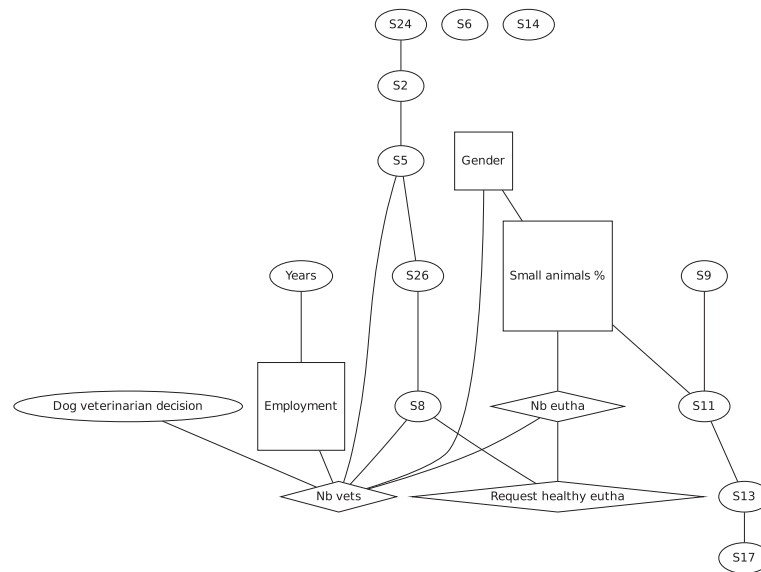 S24
S6
S14
S2
S5
Gender
Years
S26
Small animals %
S9
Dog veterinarian decision
Employment
S8
Nb eutha
S11
Nb vets
Request healthy eutha
S13
S17